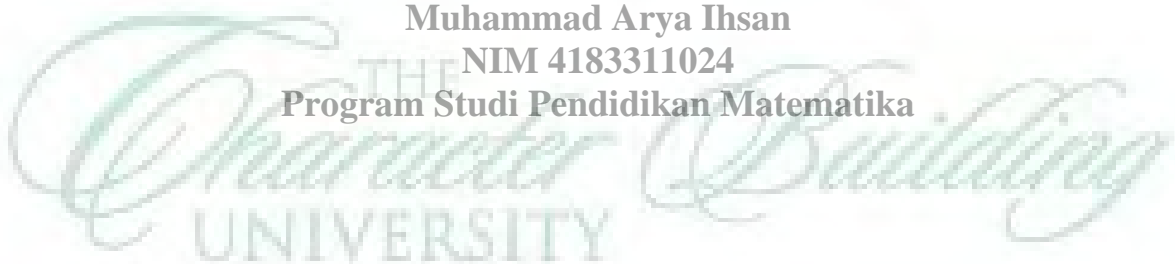 Muhammad Arya Ihsan
THE
NIM 4183311024
Program Studi Pendidikan Matematika
Character Building
UNIVERSITY